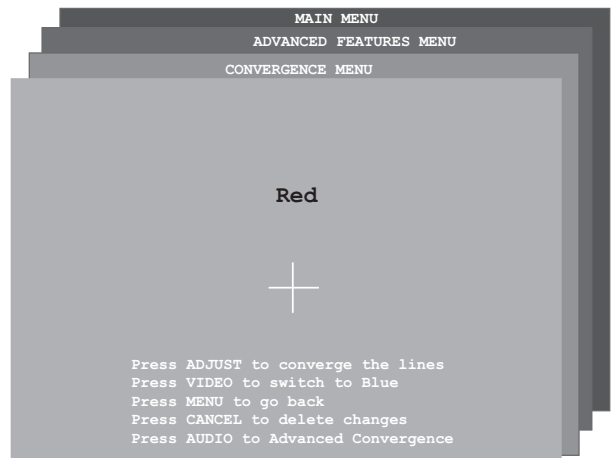 MAIN MENU
ADVANCED FEATURES MENU
CONVERGENCE MENU
Red
Press ADJUST to converge the lines
Press VIDEO to switch to Blue
Press MENU to go back
Press CANCEL to delete changes
Press AUDIO to Advanced Convergence